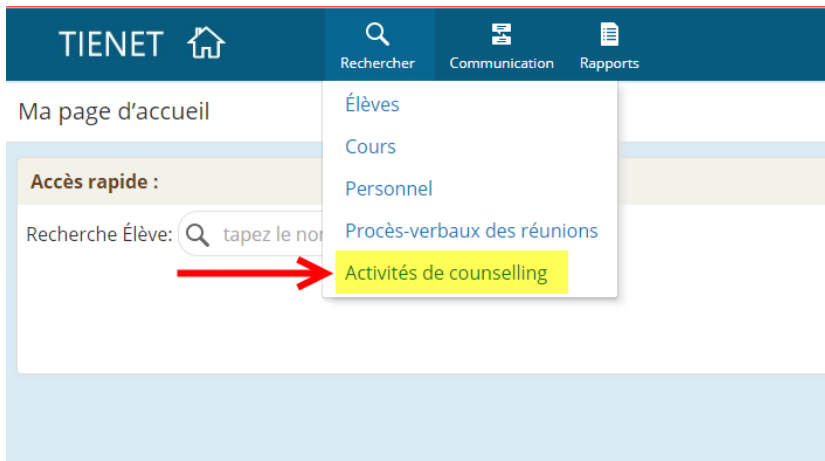 TIENET
Rechercher
Communication
Rapports
Ma page d’accueil
Élèves
Cours
Personnel
Procès-verbaux des réunions
Activités de counselling
Accès rapide :
Recherche Élève: tapez le